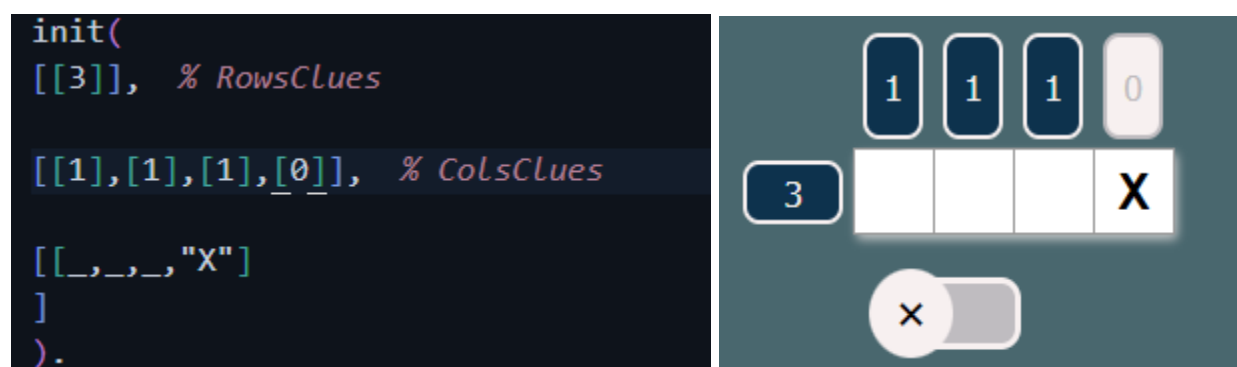 init(
[[3]],  % RowsClues
[[1],[1],[1],[0]],  % ColsClues
[[_,_,_,"X"]
]
).
1 1 1 0
3 X
×